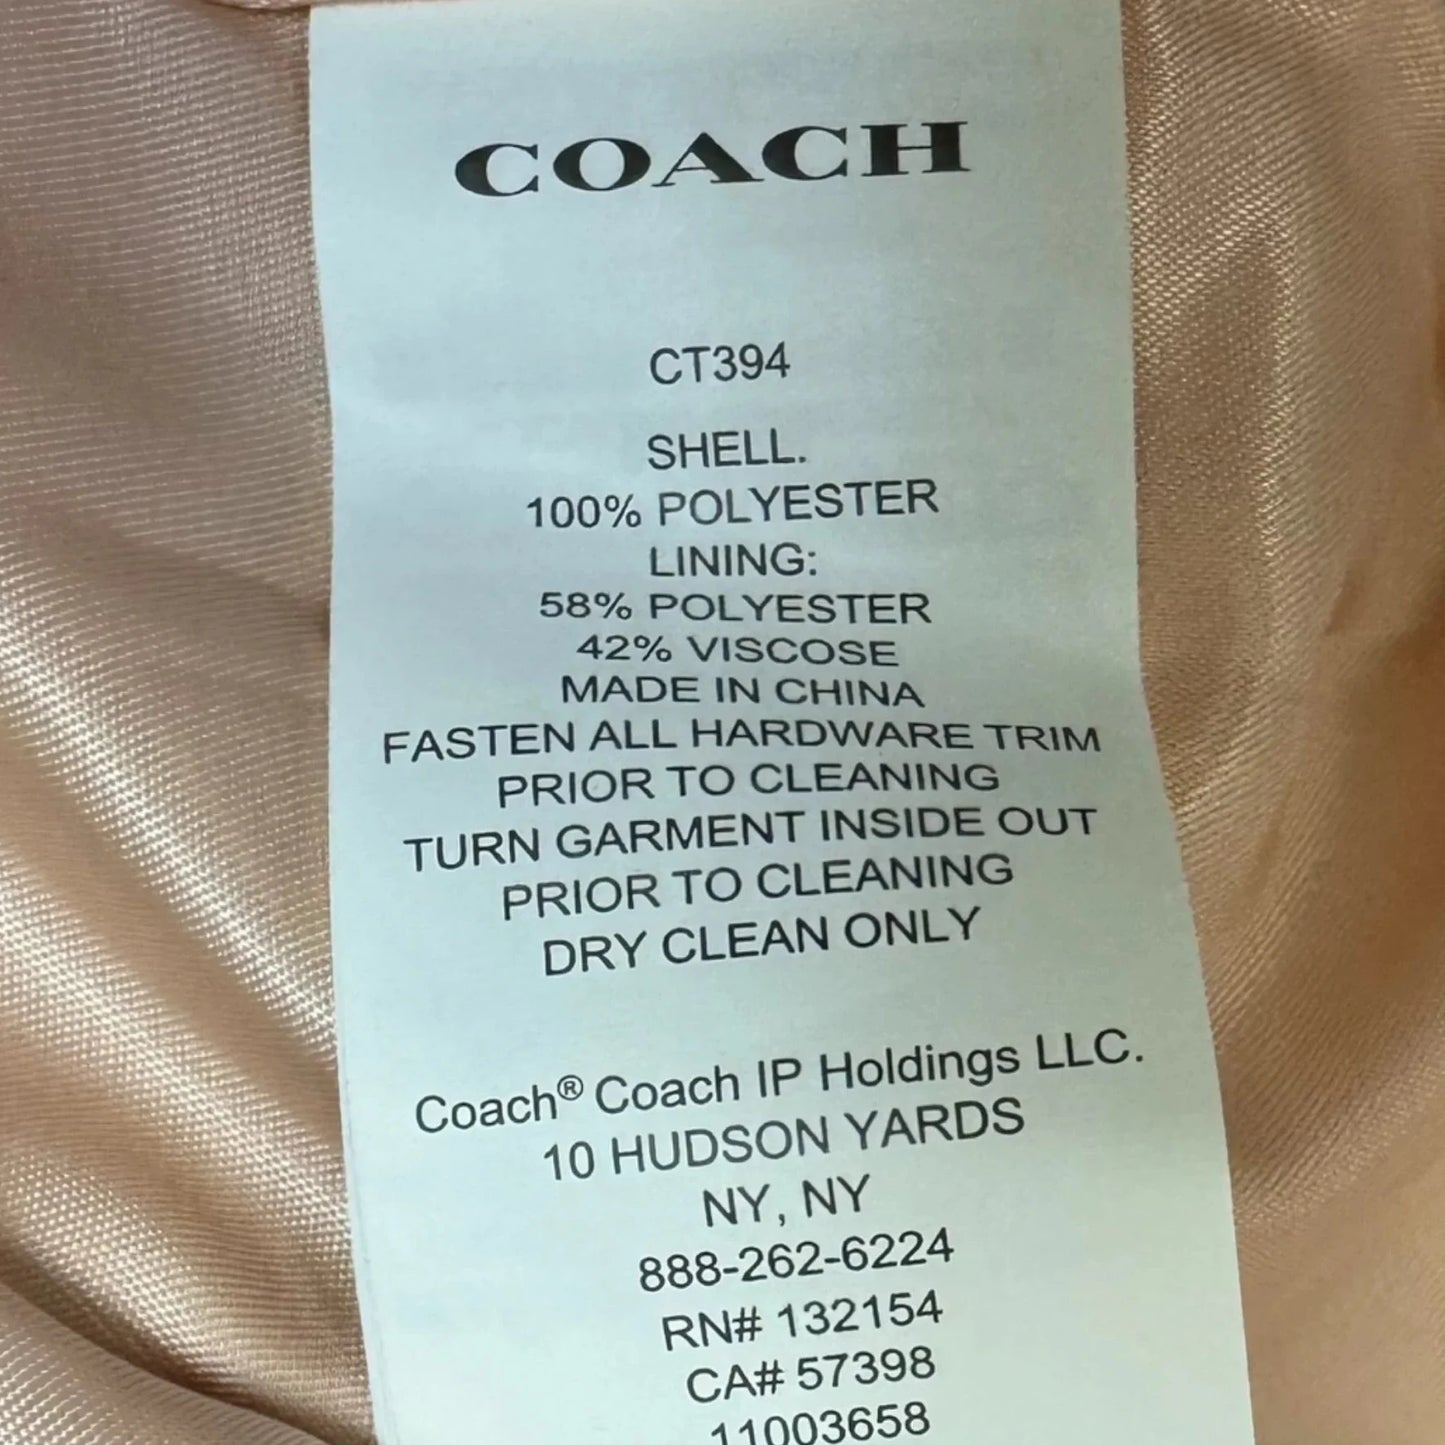 COACH
CT394
SHELL.
100% POLYESTER
LINING:
58% POLYESTER
42% VISCOSE
MADE IN CHINA
FASTEN ALL HARDWARE TRIM
PRIOR TO CLEANING
TURN GARMENT INSIDE OUT
PRIOR TO CLEANING
DRY CLEAN ONLY
Coach® Coach IP Holdings LLC.
10 HUDSON YARDS
NY, NY
888-262-6224
RN# 132154
CA# 57398
11003658